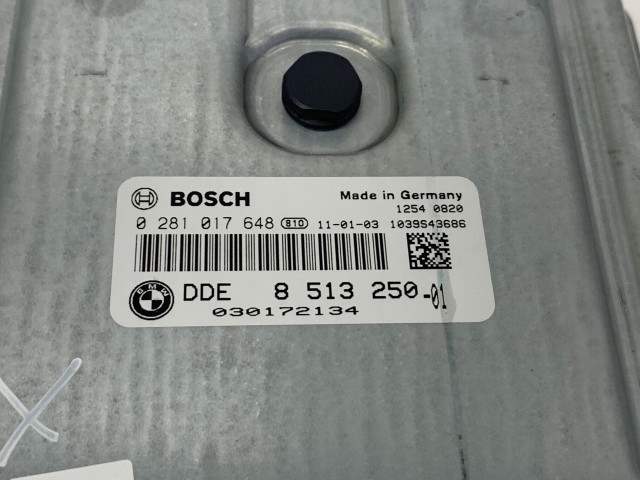 BOSCH Made in Germany
1254 0820
0 281 017 648 810 11-01-03 1039S43686
BMW DDE 8 513 250-01
030172134
X